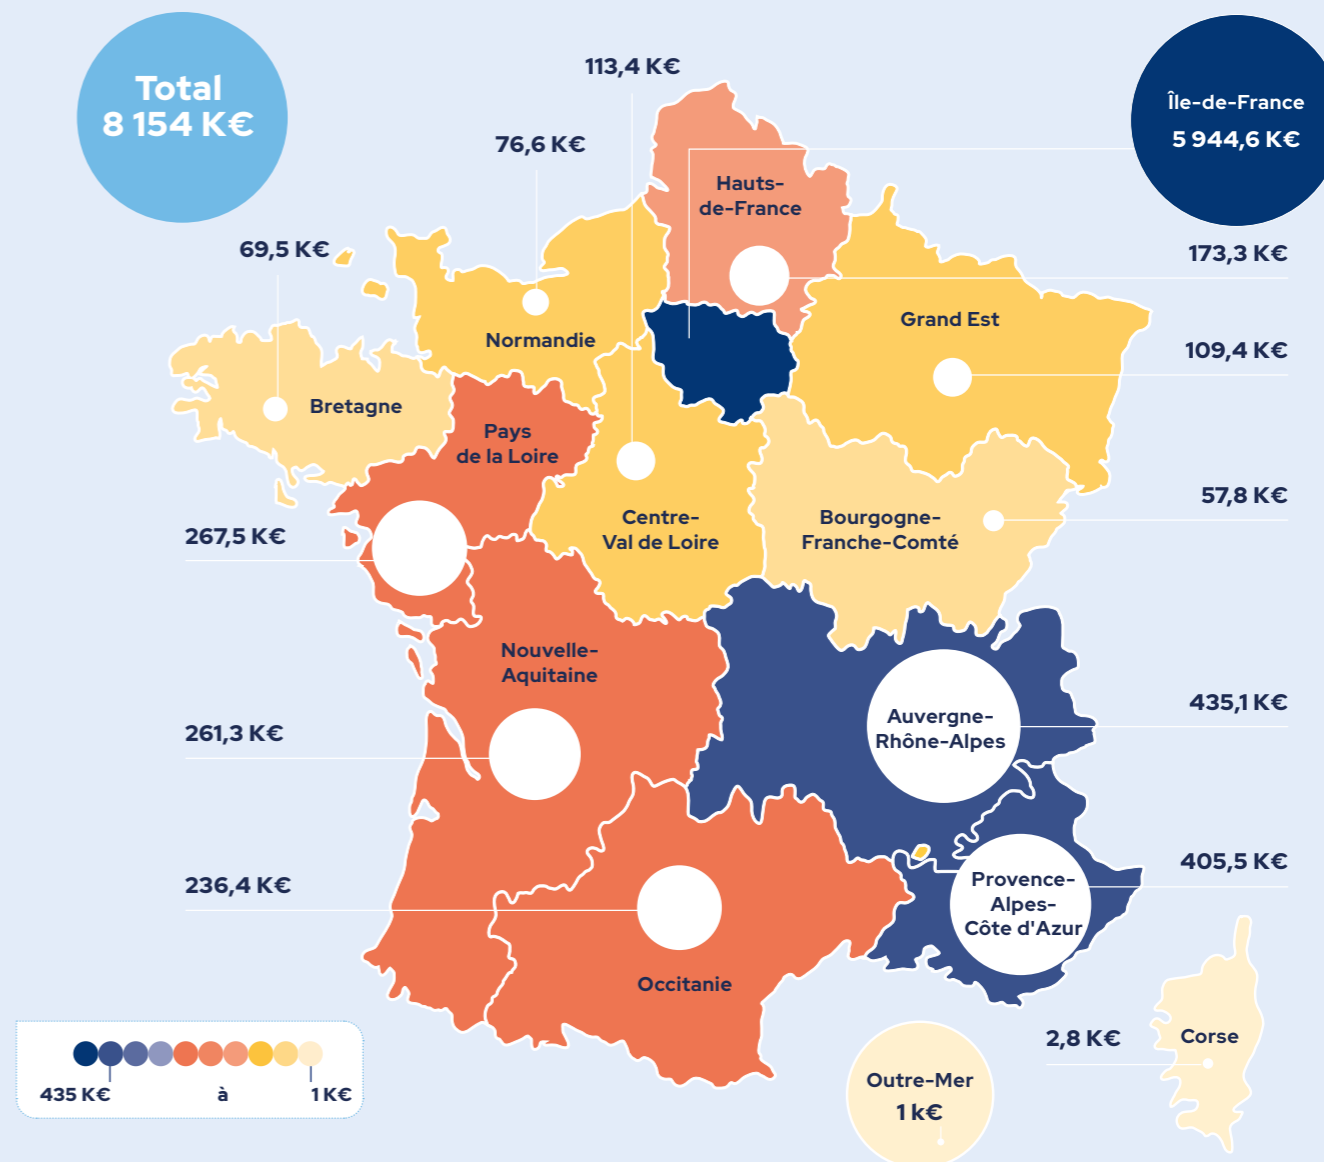 Total
8 154 K€
113,4 K€
Île-de-France
5 944,6 K€
76,6 K€
Hauts-
de-France
69,5 K€
173,3 K€
Grand Est
Normandie
109,4 K€
Bretagne
Pays
de la Loire
57,8 K€
Centre-
Val de Loire
Bourgogne-
Franche-Comté
267,5 K€
Nouvelle-
Aquitaine
435,1 K€
Auvergne-
Rhône-Alpes
261,3 K€
405,5 K€
Provence-
Alpes-
Côte d'Azur
236,4 K€
Occitanie
2,8 K€
Corse
Outre-Mer
1 k€
435 K€ à 1 K€